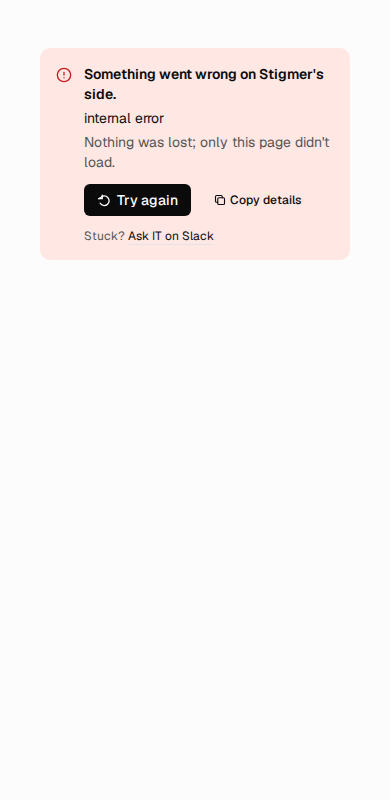 Something went wrong on Stigmer's
side.
internal error
Nothing was lost; only this page didn't
load.
Try again
Copy details
Stuck? Ask IT on Slack